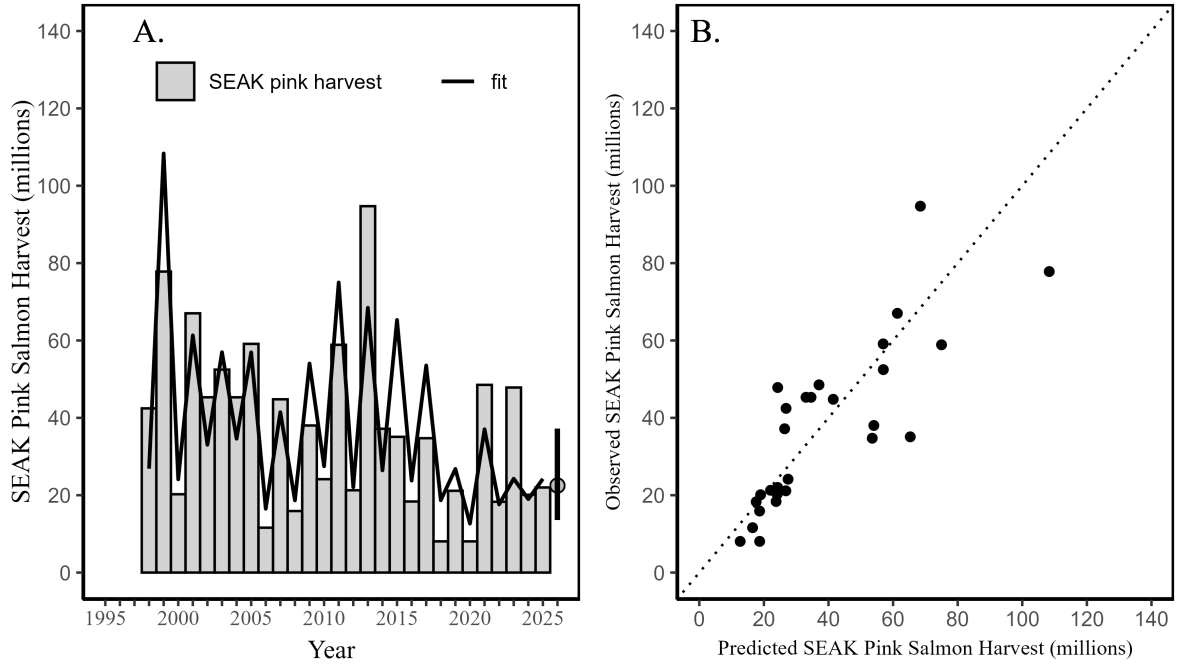 A.
SEAK pink harvest
fit
SEAK Pink Salmon Harvest (millions)
140
120
100
80
60
40
20
0
1995 2000 2005 2010 2015 2020 2025
Year
B.
Observed SEAK Pink Salmon Harvest (millions)
140
120
100
80
60
40
20
0
0 20 40 60 80 100 120 140
Predicted SEAK Pink Salmon Harvest (millions)